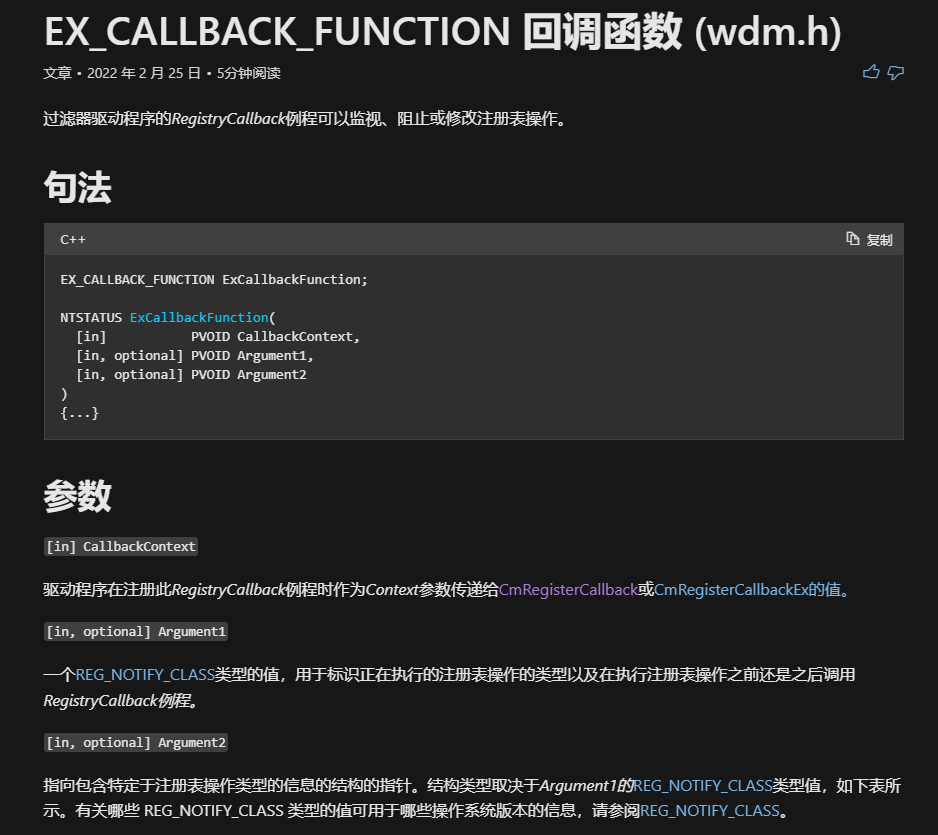 EX_CALLBACK_FUNCTION 回调函数 (wdm.h)
文章 • 2022 年 2 月 25 日 • 5分钟阅读
过滤器驱动程序的RegistryCallback例程可以监视、阻止或修改注册表操作。
句法
C++
复制
EX_CALLBACK_FUNCTION ExCallbackFunction;
NTSTATUS ExCallbackFunction(
[in] PVOID CallbackContext,
[in, optional] PVOID Argument1,
[in, optional] PVOID Argument2
)
{...}
参数
[in] CallbackContext
驱动程序在注册此RegistryCallback例程时作为Context参数传递给CmRegisterCallback或CmRegisterCallbackEx的值。
[in, optional] Argument1
一个REG_NOTIFY_CLASS类型的值，用于标识正在执行的注册表操作的类型以及在执行注册表操作之前还是之后调用
RegistryCallback例程。
[in, optional] Argument2
指向包含特定于注册表操作类型的信息的结构的指针。结构类型取决于Argument1的REG_NOTIFY_CLASS类型值，如下表所
示。有关哪些 REG_NOTIFY_CLASS 类型的值可用于哪些操作系统版本的信息，请参阅REG_NOTIFY_CLASS。